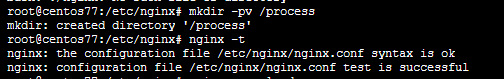 root@centos77:/etc/nginx# mkdir -pv /process
mkdir: created directory '/process'
root@centos77:/etc/nginx# nginx -t
nginx: the configuration file /etc/nginx/nginx.conf syntax is ok
nginx: configuration file /etc/nginx/nginx.conf test is successful